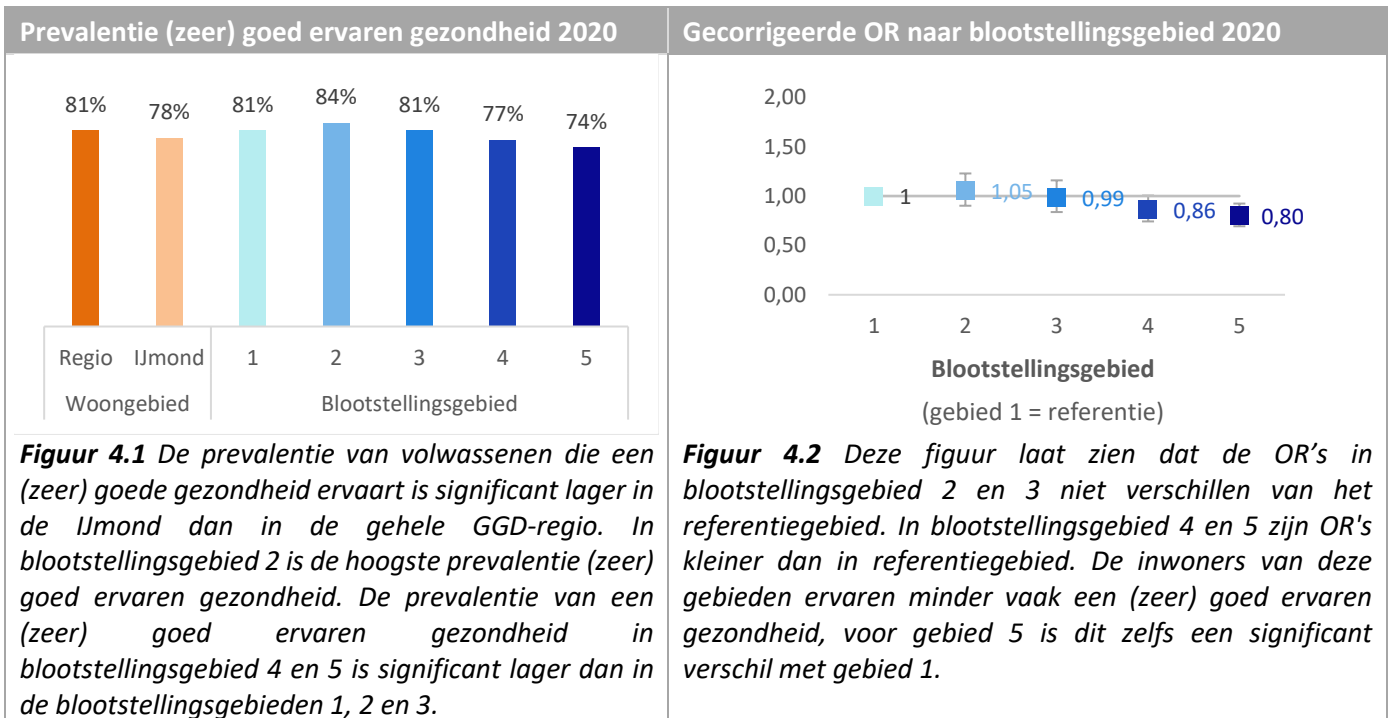 Prevalentie (zeer) goed ervaren gezondheid 2020
81% 78% 81% 84% 81% 77% 74%
Regio IJmond 1 2 3 4 5
Woongebied Blootstellingsgebied
Figuur 4.1 De prevalentie van volwassenen die een
(zeer) goede gezondheid ervaart is significant lager in
de IJmond dan in de gehele GGD-regio. In
blootstellingsgebied 2 is de hoogste prevalentie (zeer)
goed ervaren gezondheid. De prevalentie van een
(zeer) goed ervaren gezondheid in
blootstellingsgebied 4 en 5 is significant lager dan in
de blootstellingsgebieden 1, 2 en 3.
Gecorrigeerde OR naar blootstellingsgebied 2020
2,00
1,50
1,00
0,50
0,00
1 1,05 0,99 0,86 0,80
1 2 3 4 5
Blootstellingsgebied
(gebied 1 = referentie)
Figuur 4.2 Deze figuur laat zien dat de OR’s in
blootstellingsgebied 2 en 3 niet verschillen van het
referentiegebied. In blootstellingsgebied 4 en 5 zijn OR's
kleiner dan in referentiegebied. De inwoners van deze
gebieden ervaren minder vaak een (zeer) goed ervaren
gezondheid, voor gebied 5 is dit zelfs een significant
verschil met gebied 1.